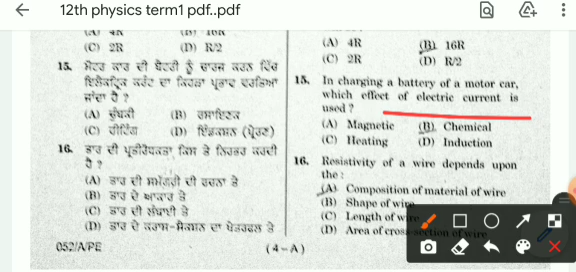 12th physics term1 pdf..pdf
(C) 2R (D) R/2
15. ਮੋਟਰ ਕਾਰ ਦੀ ਬੈਟਰੀ ਨੂੰ ਚਾਰਜ ਕਰਨ ਵਿੱਚ
ਇਲੈਕਟ੍ਰਿਕ ਕਰੰਟ ਦਾ ਕਿਹੜਾ ਪ੍ਰਭਾਵ ਵਰਤਿਆ
ਜਾਂਦਾ ਹੈ ?
(A) ਚੁੰਬਕੀ (B) ਰਸਾਇਣਕ
(C) ਹੀਟਿੰਗ (D) ਇੰਡਕਸ਼ਨ (ਪ੍ਰੇਰਣ)
16. ਤਾਰ ਦੀ ਪ੍ਰਤੀਰੋਧਕਤਾ ਕਿਸ ਤੇ ਨਿਰਭਰ ਕਰਦੀ
ਹੈ ?
(A) ਤਾਰ ਦੀ ਸਮੱਗਰੀ ਦੀ ਰਚਨਾ ਤੇ
(B) ਤਾਰ ਦੇ ਆਕਾਰ ਤੇ
(C) ਤਾਰ ਦੀ ਲੰਬਾਈ ਤੇ
(D) ਤਾਰ ਦੇ ਕਰਾਸ-ਸੈਕਸ਼ਨ ਦਾ ਖੇਤਰਫਲ ਤੇ
052/A/PE (4-A)
(A) 4R (B) 16R
(C) 2R (D) R/2
15. In charging a battery of a motor car,
which effect of electric current is
used ?
(A) Magnetic (B) Chemical
(C) Heating (D) Induction
16. Resistivity of a wire depends upon
the :
(A) Composition of material of wire
(B) Shape of wire
(C) Length of wire
(D) Area of cross-section of wire